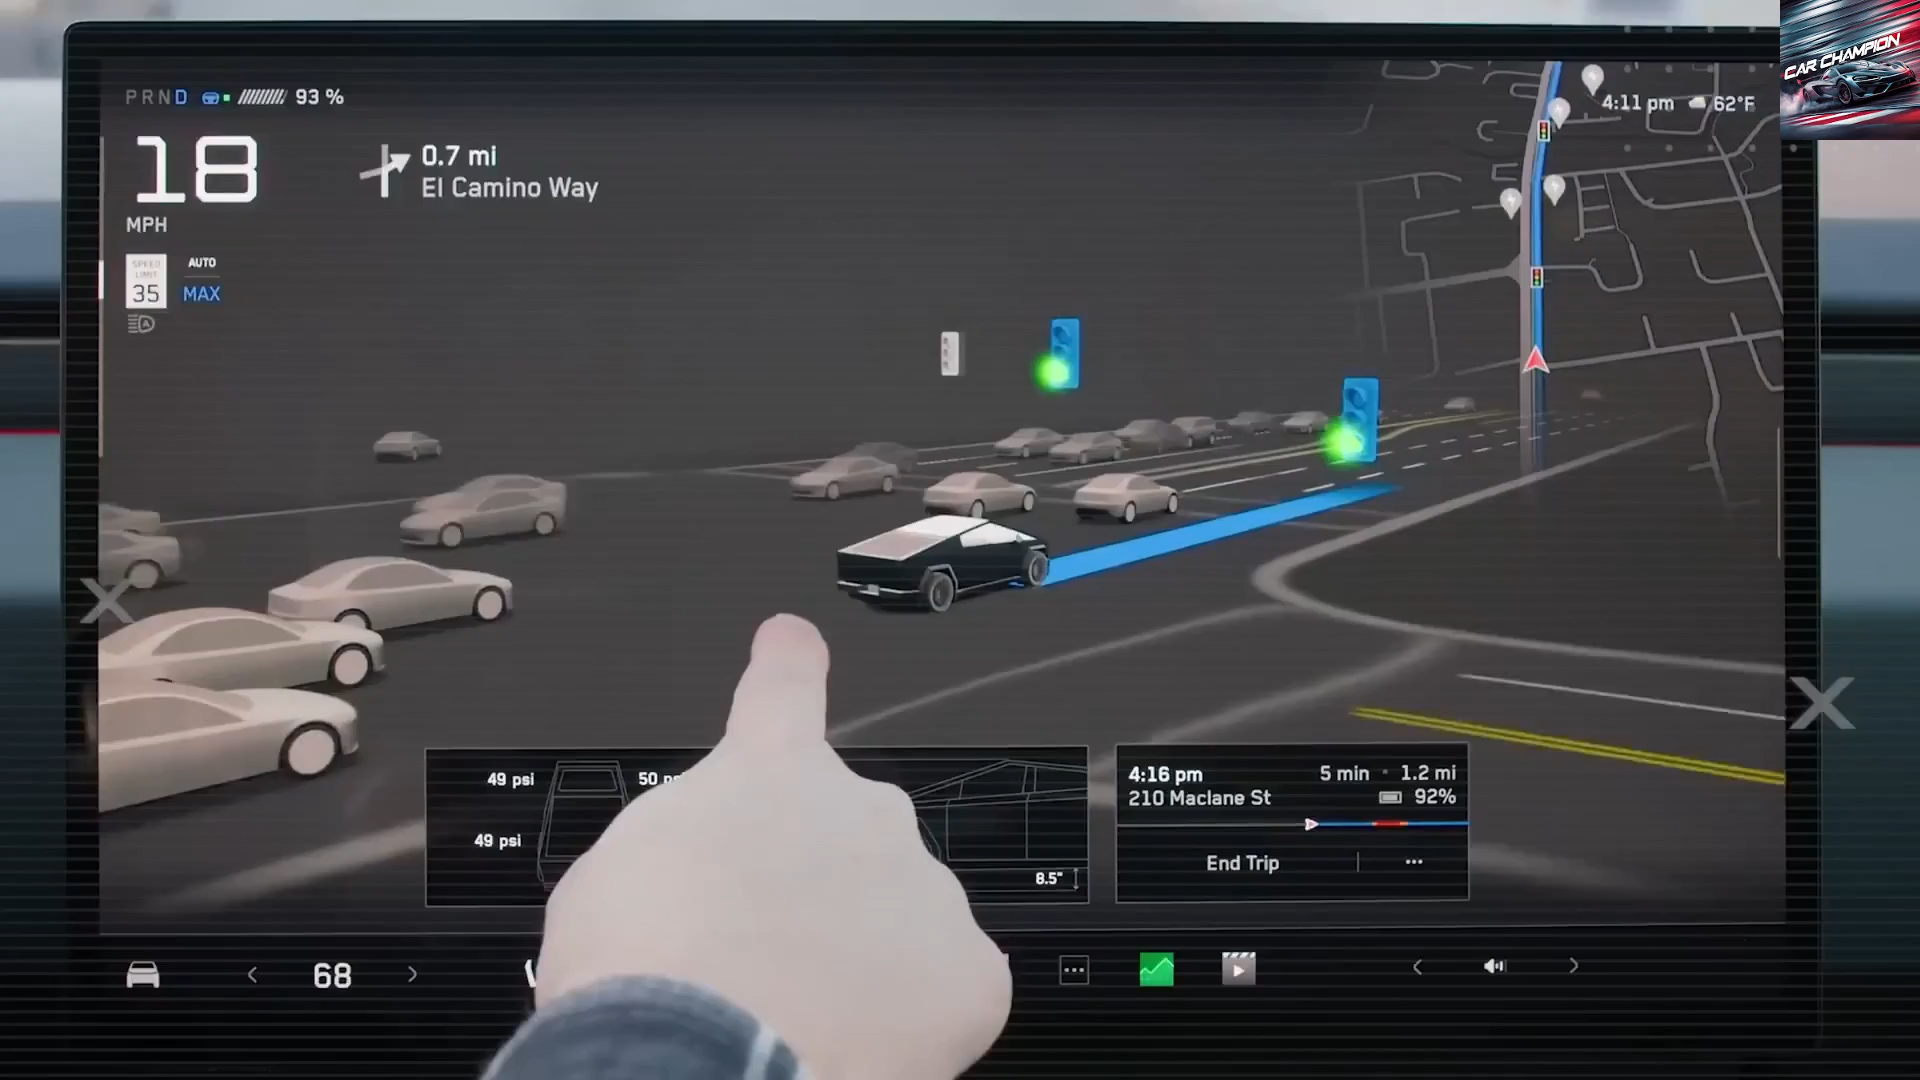 PRND 93 %
18
MPH
0.7 mi
El Camino Way
SPEED
LIMIT
35
AUTO
MAX
4:11 pm 62°F
CAR CHAMPION
49 psi
49 psi
8.5"
4:16 pm 5 min · 1.2 mi
210 Maclane St 92%
End Trip
68